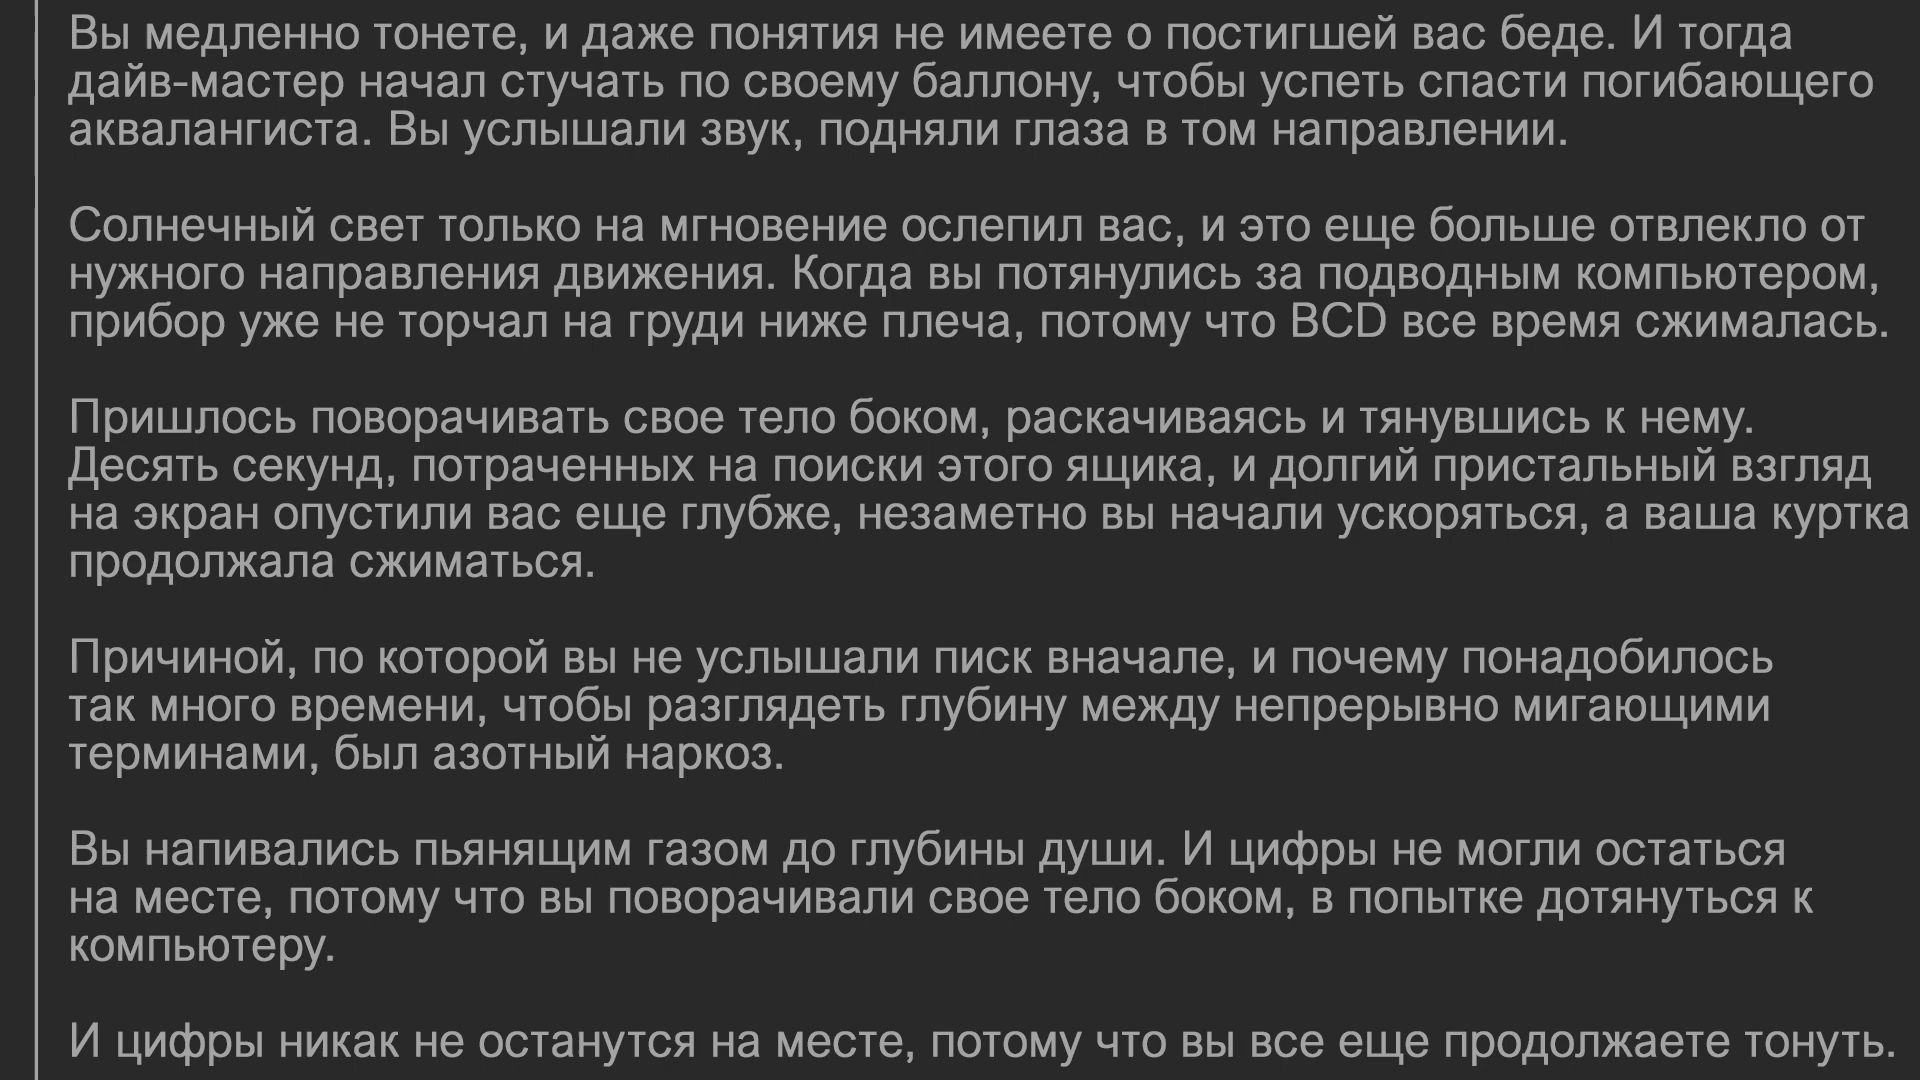 Вы медленно тонете, и даже понятия не имеете о постигшей вас беде. И тогда
дайв-мастер начал стучать по своему баллону, чтобы успеть спасти погибающего
аквалангиста. Вы услышали звук, подняли глаза в том направлении.
Солнечный свет только на мгновение ослепил вас, и это еще больше отвлекло от
нужного направления движения. Когда вы потянулись за подводным компьютером,
прибор уже не торчал на груди ниже плеча, потому что BCD все время сжималась.
Пришлось поворачивать свое тело боком, раскачиваясь и тянувшись к нему.
Десять секунд, потраченных на поиски этого ящика, и долгий пристальный взгляд
на экран опустили вас еще глубже, незаметно вы начали ускоряться, а ваша куртка
продолжала сжиматься.
Причиной, по которой вы не услышали писк вначале, и почему понадобилось
так много времени, чтобы разглядеть глубину между непрерывно мигающими
терминами, был азотный наркоз.
Вы напивались пьянящим газом до глубины души. И цифры не могли остаться
на месте, потому что вы поворачивали свое тело боком, в попытке дотянуться к
компьютеру.
И цифры никак не останутся на месте, потому что вы все еще продолжаете тонуть.